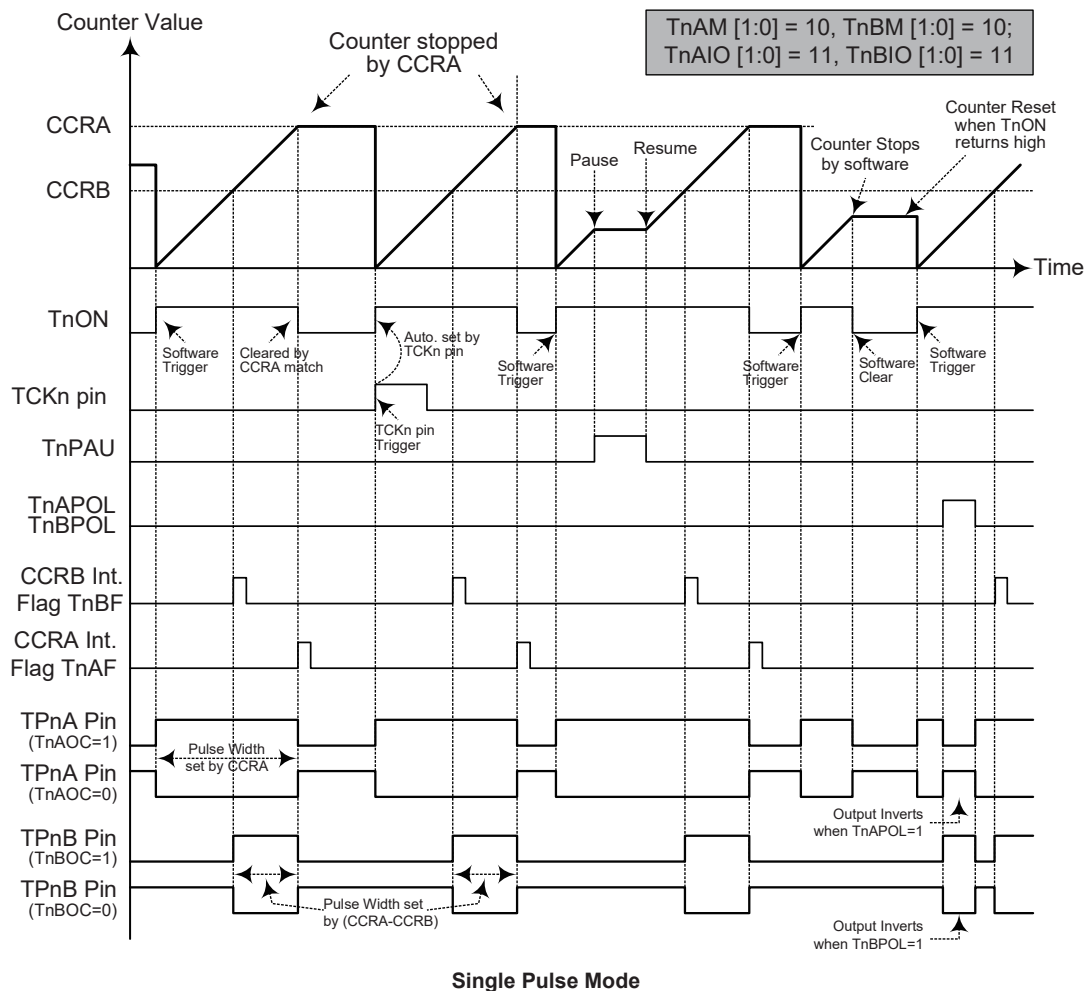 Counter Value
TnAM [1:0] = 10, TnBM [1:0] = 10;
TnAIO [1:0] = 11, TnBIO [1:0] = 11
Counter stopped
by CCRA
CCRA
CCRB
Pause
Resume
Counter Stops
by software
Counter Reset
when TnON
returns high
Time
TnON
Software
Trigger
Cleared by
CCRA match
Auto. set by
TCKn pin
Software
Trigger
Software
Trigger
Software
Clear
Software
Trigger
TCKn pin
TCKn pin
Trigger
TnPAU
TnAPOL
TnBPOL
CCRB Int.
Flag TnBF
CCRA Int.
Flag TnAF
TPnA Pin
(TnAOC=1)
Pulse Width
set by CCRA
TPnA Pin
(TnAOC=0)
Output Inverts
when TnAPOL=1
TPnB Pin
(TnBOC=1)
TPnB Pin
(TnBOC=0)
Pulse Width set
by (CCRA-CCRB)
Output Inverts
when TnBPOL=1
Single Pulse Mode